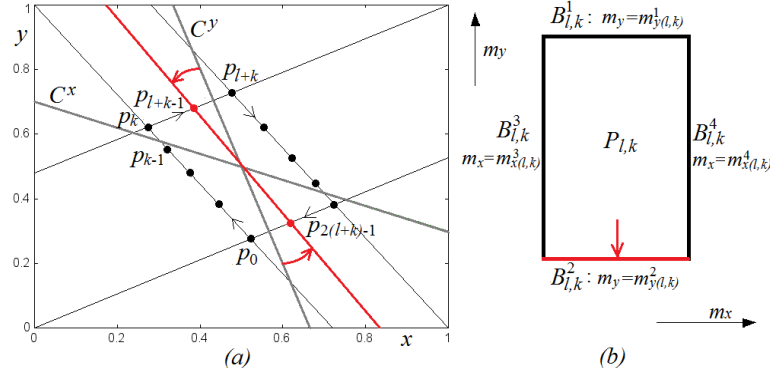 y
1
0.8
0.6
0.4
0.2
0
0
0.2
0.4
0.6
0.8
1
x
C^y
C^x
p_{l+k}
p_{l+k-1}
p_k
p_{k-1}
p_{2(l+k)-1}
p_0
(a)
B^1_{l,k}: m_y=m^1_{y(l,k)}
m_y
B^3_{l,k}
m_x=m^3_{x(l,k)}
P_{l,k}
B^4_{l,k}
m_x=m^4_{x(l,k)}
B^2_{l,k}: m_y=m^2_{y(l,k)}
m_x
(b)